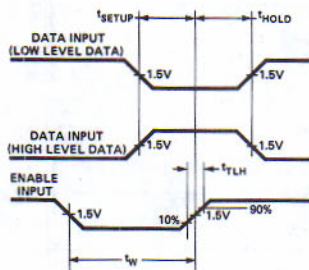 tSETUP
tHOLD
DATA INPUT
(LOW LEVEL DATA)
1.5V
1.5V
DATA INPUT
(HIGH LEVEL DATA)
1.5V
1.5V
tTLH
ENABLE
INPUT
1.5V
10%
1.5V
90%
tW